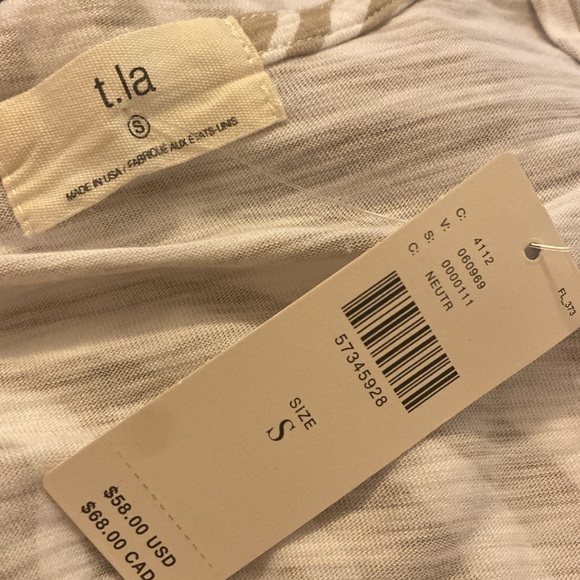 t.la
S
MADE IN USA / FABRIQUÉ AUX ÉTATS-UNIS
C: 4112
V: 060969
S: 0000111
C: NEUTR
FL_373
57345928
SIZE
S
$58.00 USD
$68.00 CAD